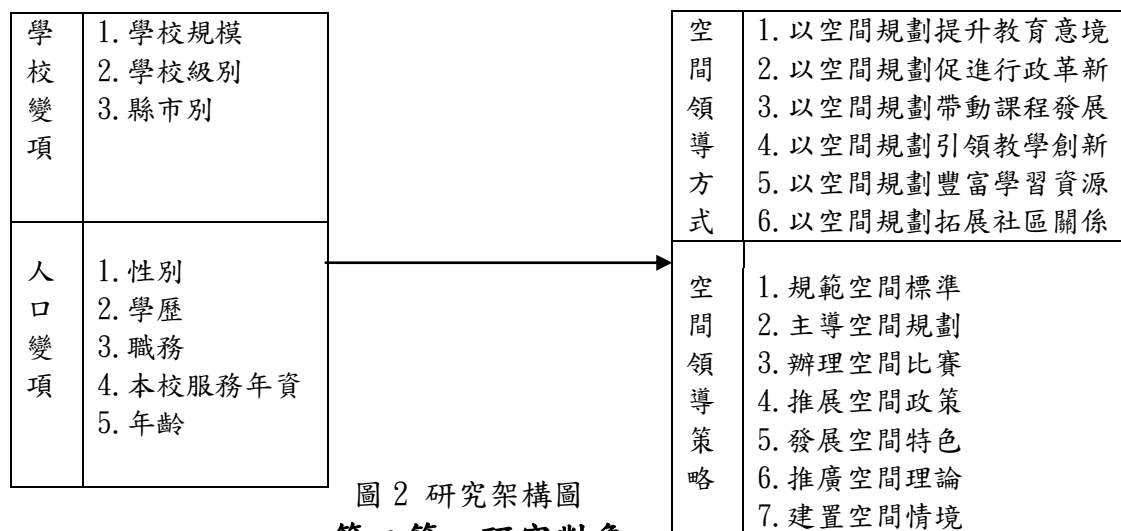 學校變項
1.學校規模
2.學校級別
3.縣市別
人口變項
1.性別
2.學歷
3.職務
4.本校服務年資
5.年齡
空間領導方式
1.以空間規劃提升教育意境
2.以空間規劃促進行政革新
3.以空間規劃帶動課程發展
4.以空間規劃引領教學創新
5.以空間規劃豐富學習資源
6.以空間規劃拓展社區關係
空間領導策略
1.規範空間標準
2.主導空間規劃
3.辦理空間比賽
4.推展空間政策
5.發展空間特色
6.推廣空間理論
7.建置空間情境
圖 2 研究架構圖